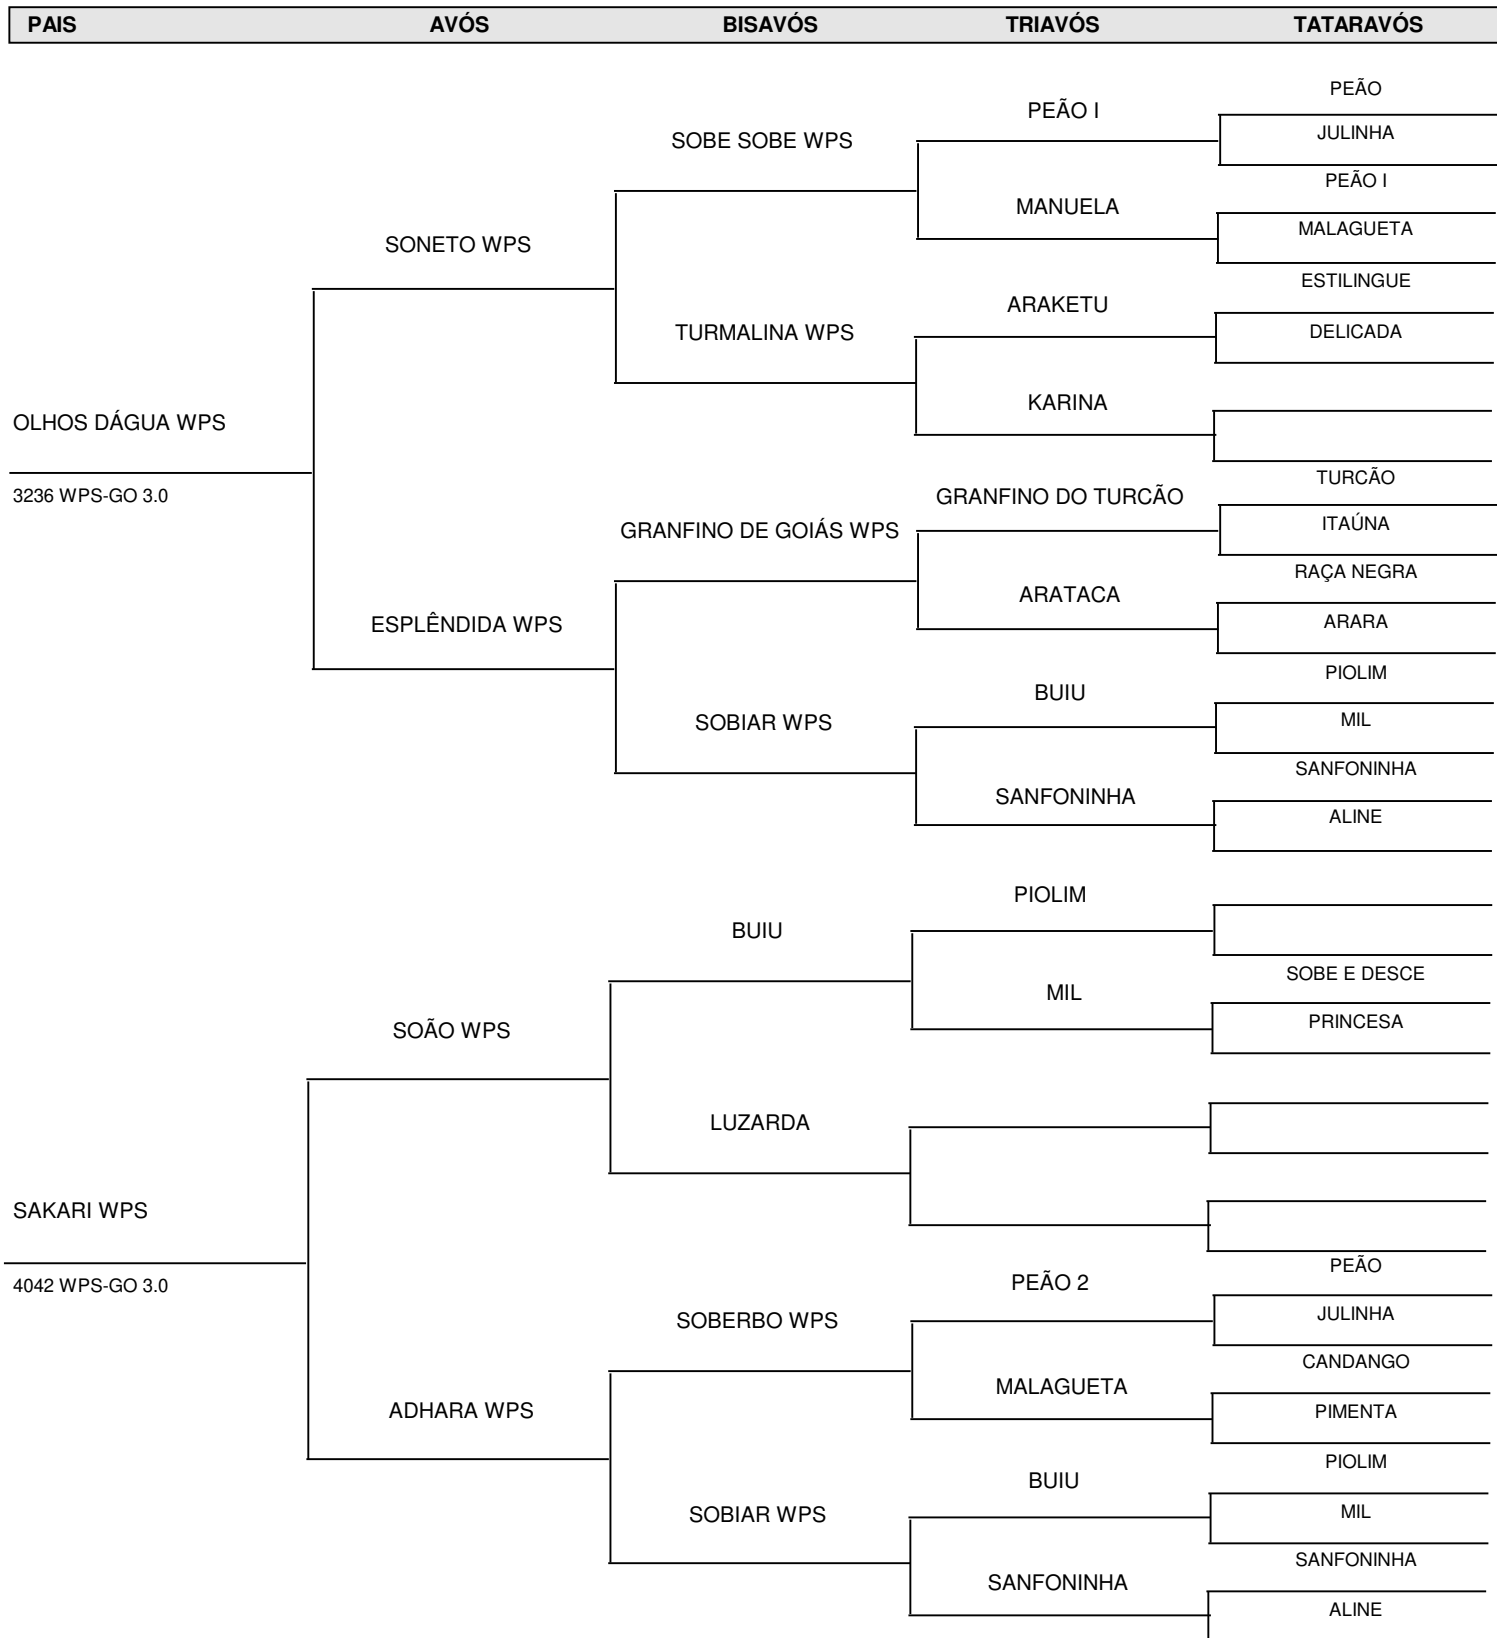 PAIS AVÓS BISAVÓS TRIAVÓS TATARAVÓS
PEÃO
PEÃO I
JULINHA
SOBE SOBE WPS
PEÃO I
MANUELA
MALAGUETA
SONETO WPS
ESTILINGUE
ARAKETU
DELICADA
TURMALINA WPS
KARINA
OLHOS DÁGUA WPS
TURCÃO
3236 WPS-GO 3.0
GRANFINO DO TURCÃO
ITAÚNA
GRANFINO DE GOIÁS WPS
RAÇA NEGRA
ARATACA
ARARA
ESPLÊNDIDA WPS
PIOLIM
BUIU
MIL
SOBIAR WPS
SANFONINHA
SANFONINHA
ALINE
PIOLIM
BUIU
SOBE E DESCE
MIL
PRINCESA
SOÃO WPS
LUZARDA
SAKARI WPS
PEÃO
4042 WPS-GO 3.0
PEÃO 2
JULINHA
SOBERBO WPS
CANDANGO
MALAGUETA
PIMENTA
ADHARA WPS
PIOLIM
BUIU
MIL
SOBIAR WPS
SANFONINHA
SANFONINHA
ALINE